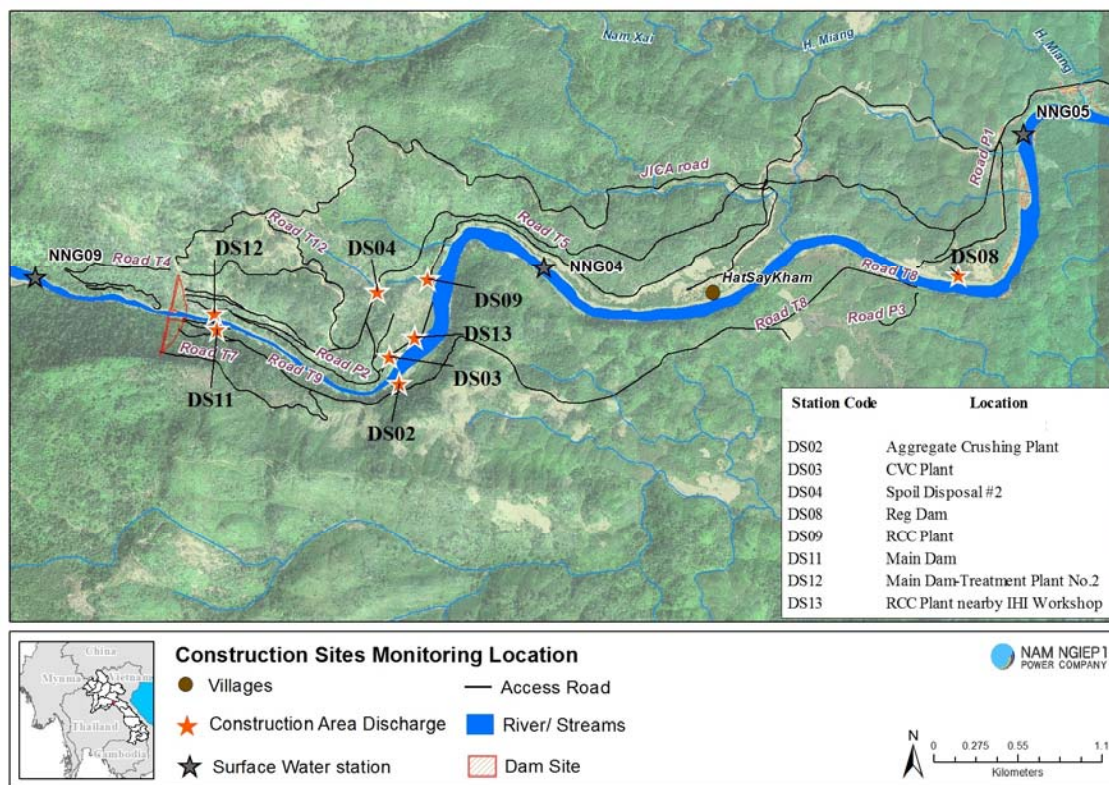 Nam Xai
H. Miang
H. Miang
NNG05
Road P1
JICA road
Road T12
Road T5
DS12
DS04
NNG09
Road T4
NNG04
DS08
DS09
HatSayKham
Road T8
DS13
Road T8
Road P3
Road P2
Road T7
Road T9
DS03
DS11
DS02
Station Code Location
DS02 Aggregate Crushing Plant
DS03 CVC Plant
DS04 Spoil Disposal #2
DS08 Reg Dam
DS09 RCC Plant
DS11 Main Dam
DS12 Main Dam-Treatment Plant No.2
DS13 RCC Plant nearby IHI Workshop
China
Vietnam
Thailand
Cambodia
Construction Sites Monitoring Location
Villages
Access Road
Construction Area Discharge
River/ Streams
Surface Water station
Dam Site
NAM NGIEP1
POWER COMPANY
N
0 0.275 0.55 1.1
Kilometers